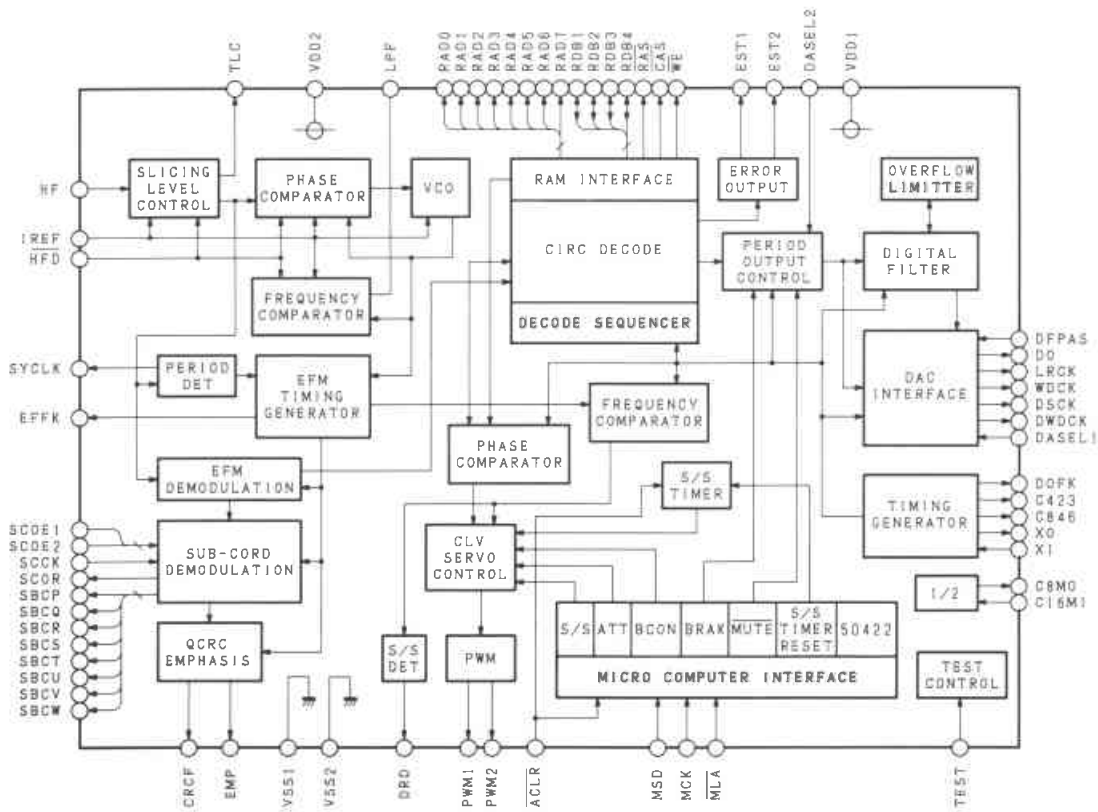 TLC
VDD2
LPF
RAD0
RAD1
RAD2
RAD3
RAD4
RAD5
RAD6
RAD7
RDB1
RDB2
RDB3
RDB4
RAS
CAS
WE
EST1
EST2
DASEL2
VDD1
HF
IREF
HFD
SLICING
LEVEL
CONTROL
PHASE
COMPARATOR
VCO
RAM INTERFACE
CIRC DECODE
DECODE SEQUENCER
ERROR
OUTPUT
OVERFLOW
LIMITTER
PERIOD
OUTPUT
CONTROL
DIGITAL
FILTER
FREQUENCY
COMPARATOR
SYCLK
EFFK
PERIOD
DET
EFM
TIMING
GENERATOR
FREQUENCY
COMPARATOR
DAC
INTERFACE
DFPAS
DO
LRCK
WDCK
DSCK
DWDCK
DASEL1
PHASE
COMPARATOR
EFM
DEMODULATION
S/S
TIMER
TIMING
GENERATOR
DOFK
C423
C846
XO
XI
SCOE1
SCOE2
SCCK
SCOR
SBCP
SBCQ
SBCR
SBCS
SBCT
SBCU
SBCV
SBCW
SUB-CORD
DEMODULATION
CLV
SERVO
CONTROL
1/2
C8MO
C16MI
QCRC
EMPHASIS
S/S
DET
PWM
S/S
ATT
BCON
BRAK
MUTE
S/S
TIMER
RESET
50422
MICRO COMPUTER INTERFACE
TEST
CONTROL
CRCF
EMP
VSS1
VSS2
DRD
PWM1
PWM2
ACLR
MSD
MCK
MLA
TEST